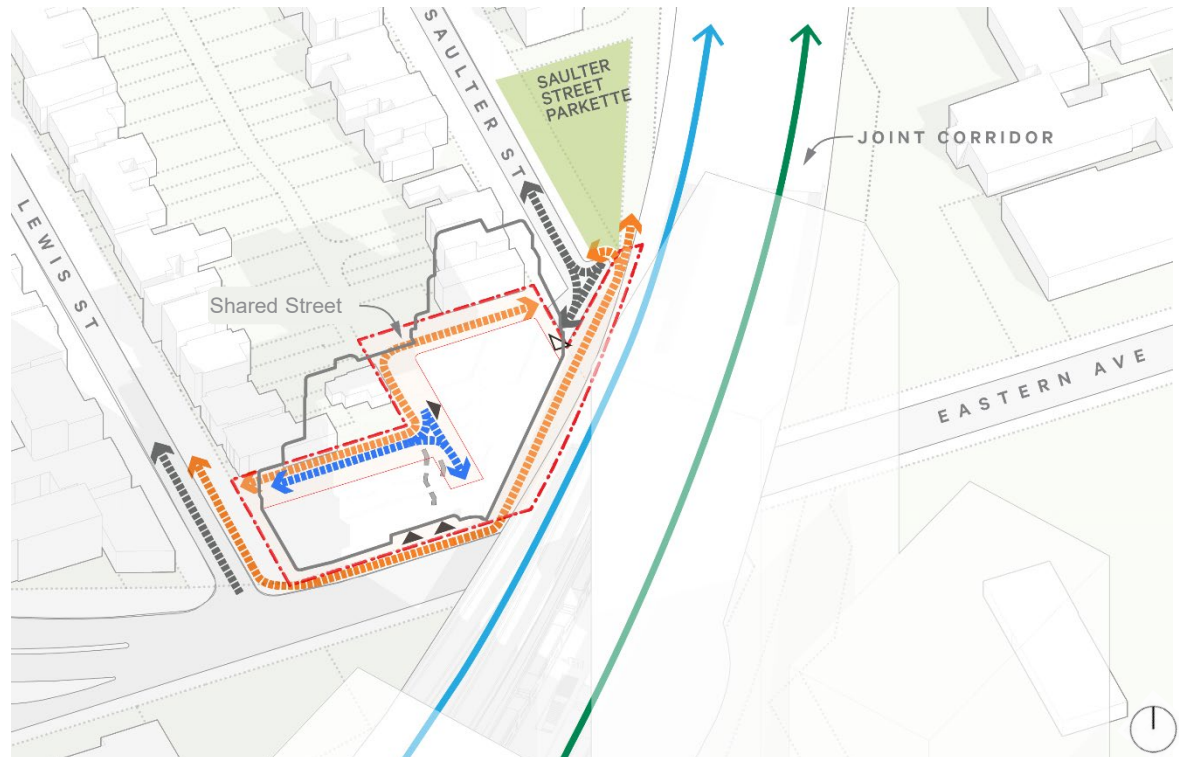 SAULTER ST
SAULTER
STREET
PARKETTE
JOINT CORRIDOR
LEWIS ST
Shared Street
EASTERN AVE